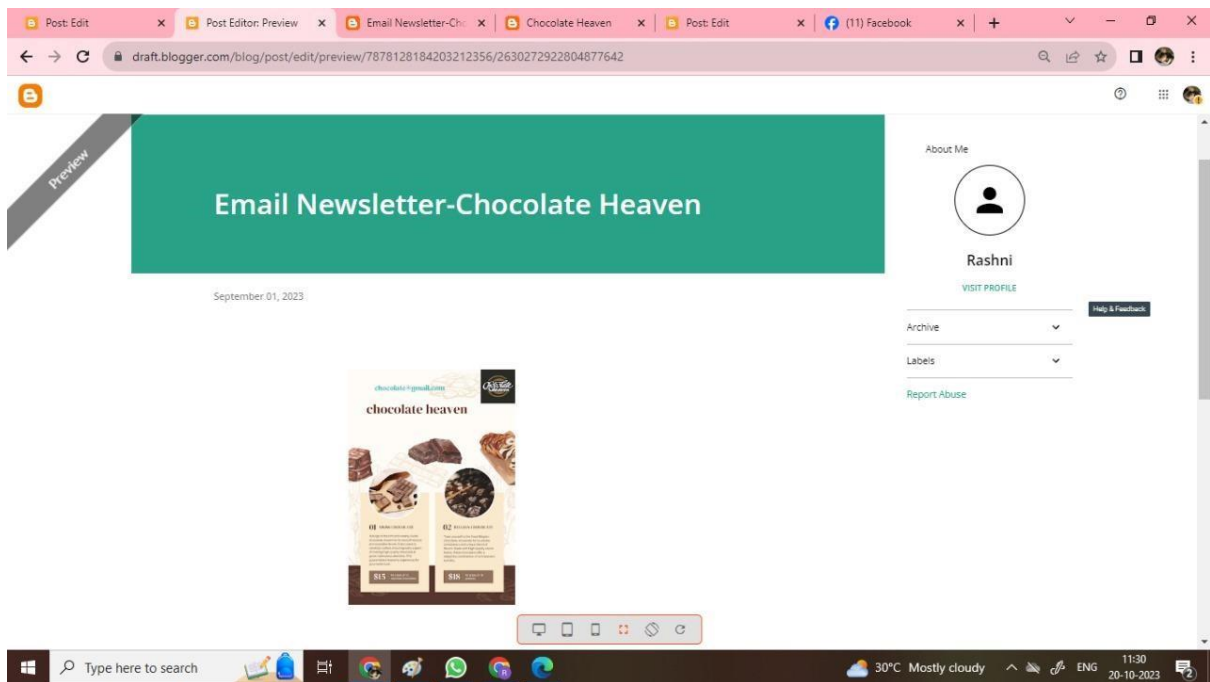 Post: Edit
Post Editor: Preview
Email Newsletter-Cho
Chocolate Heaven
Post: Edit
(11) Facebook
draft.blogger.com/blog/post/edit/preview/7878128184203212356/2630272922804877642
Preview
Email Newsletter-Chocolate Heaven
September 01, 2023
About Me
Rashni
VISIT PROFILE
Help & Feedback
Archive
Labels
Report Abuse
chocolate@gmail.com
chocolate heaven
01
02
$15
$18
Type here to search
30°C Mostly cloudy
ENG
11:30
20-10-2023
2